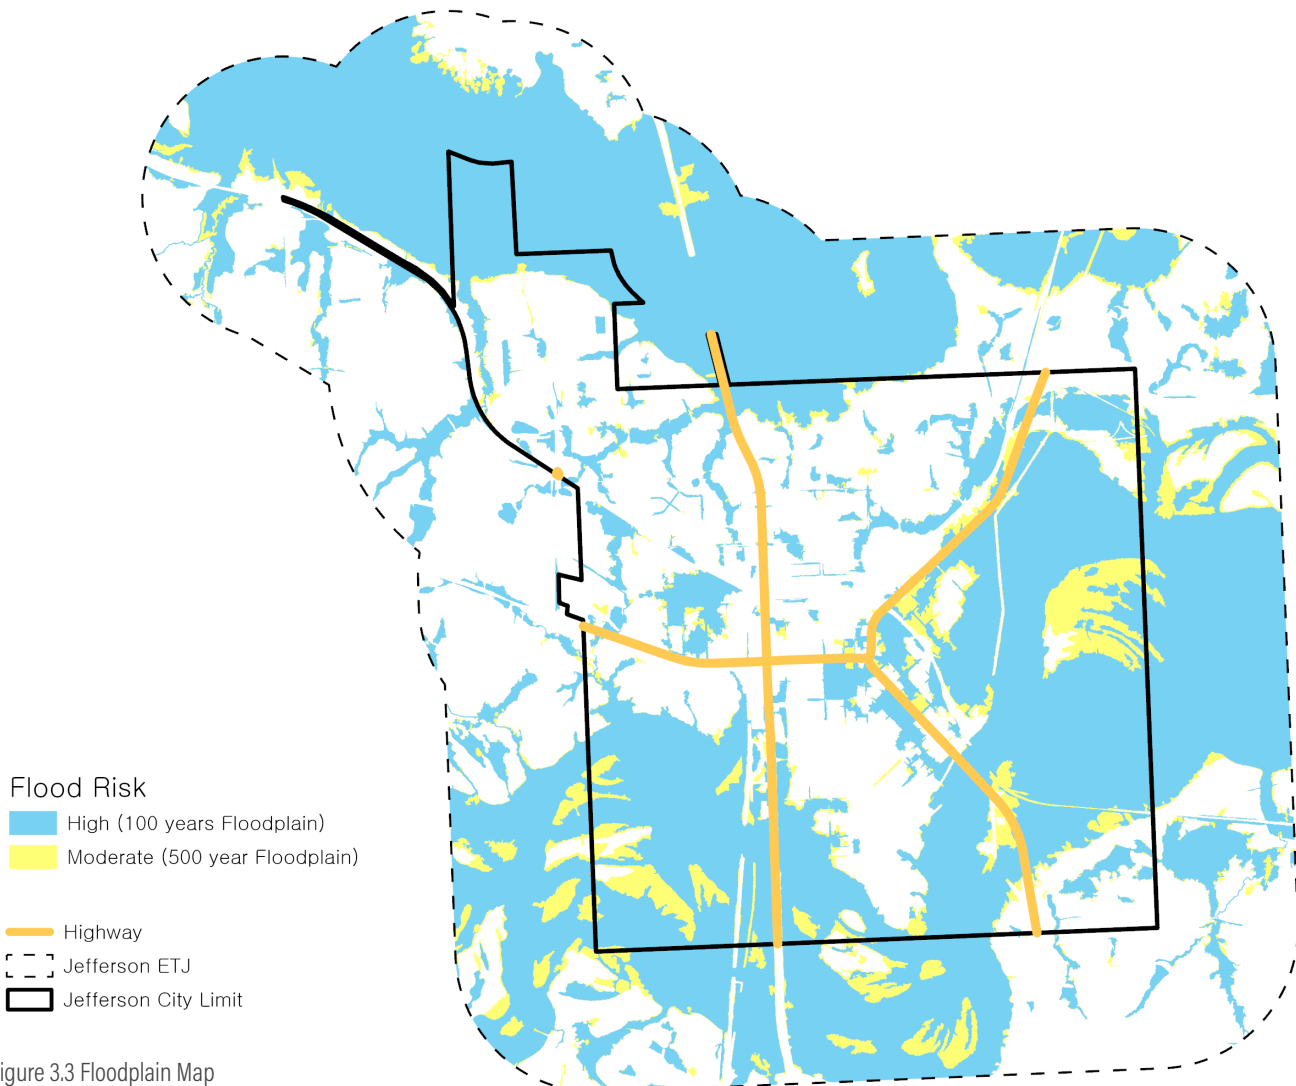 Flood Risk
High (100 years Floodplain)
Moderate (500 year Floodplain)
Highway
Jefferson ETJ
Jefferson City Limit
igure 3.3 Floodplain Map